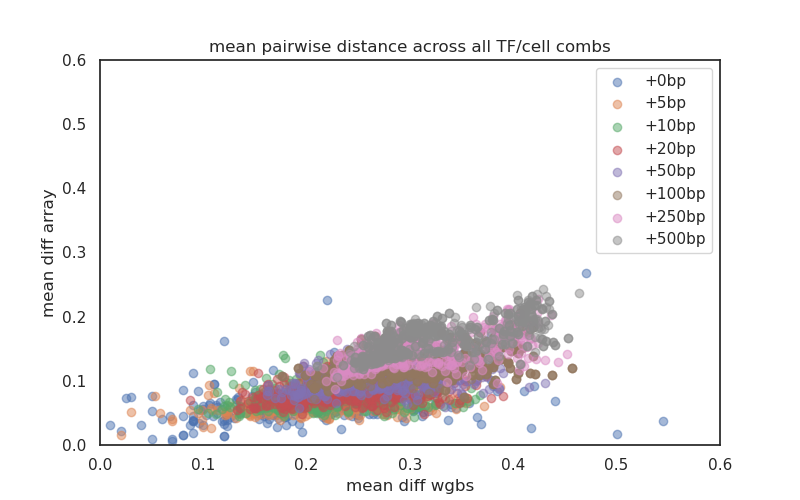 mean pairwise distance across all TF/cell combs
0.6
0.5
0.4
0.3
0.2
0.1
0.0
mean diff array
+0bp
+5bp
+10bp
+20bp
+50bp
+100bp
+250bp
+500bp
0.0 0.1 0.2 0.3 0.4 0.5 0.6
mean diff wgbs